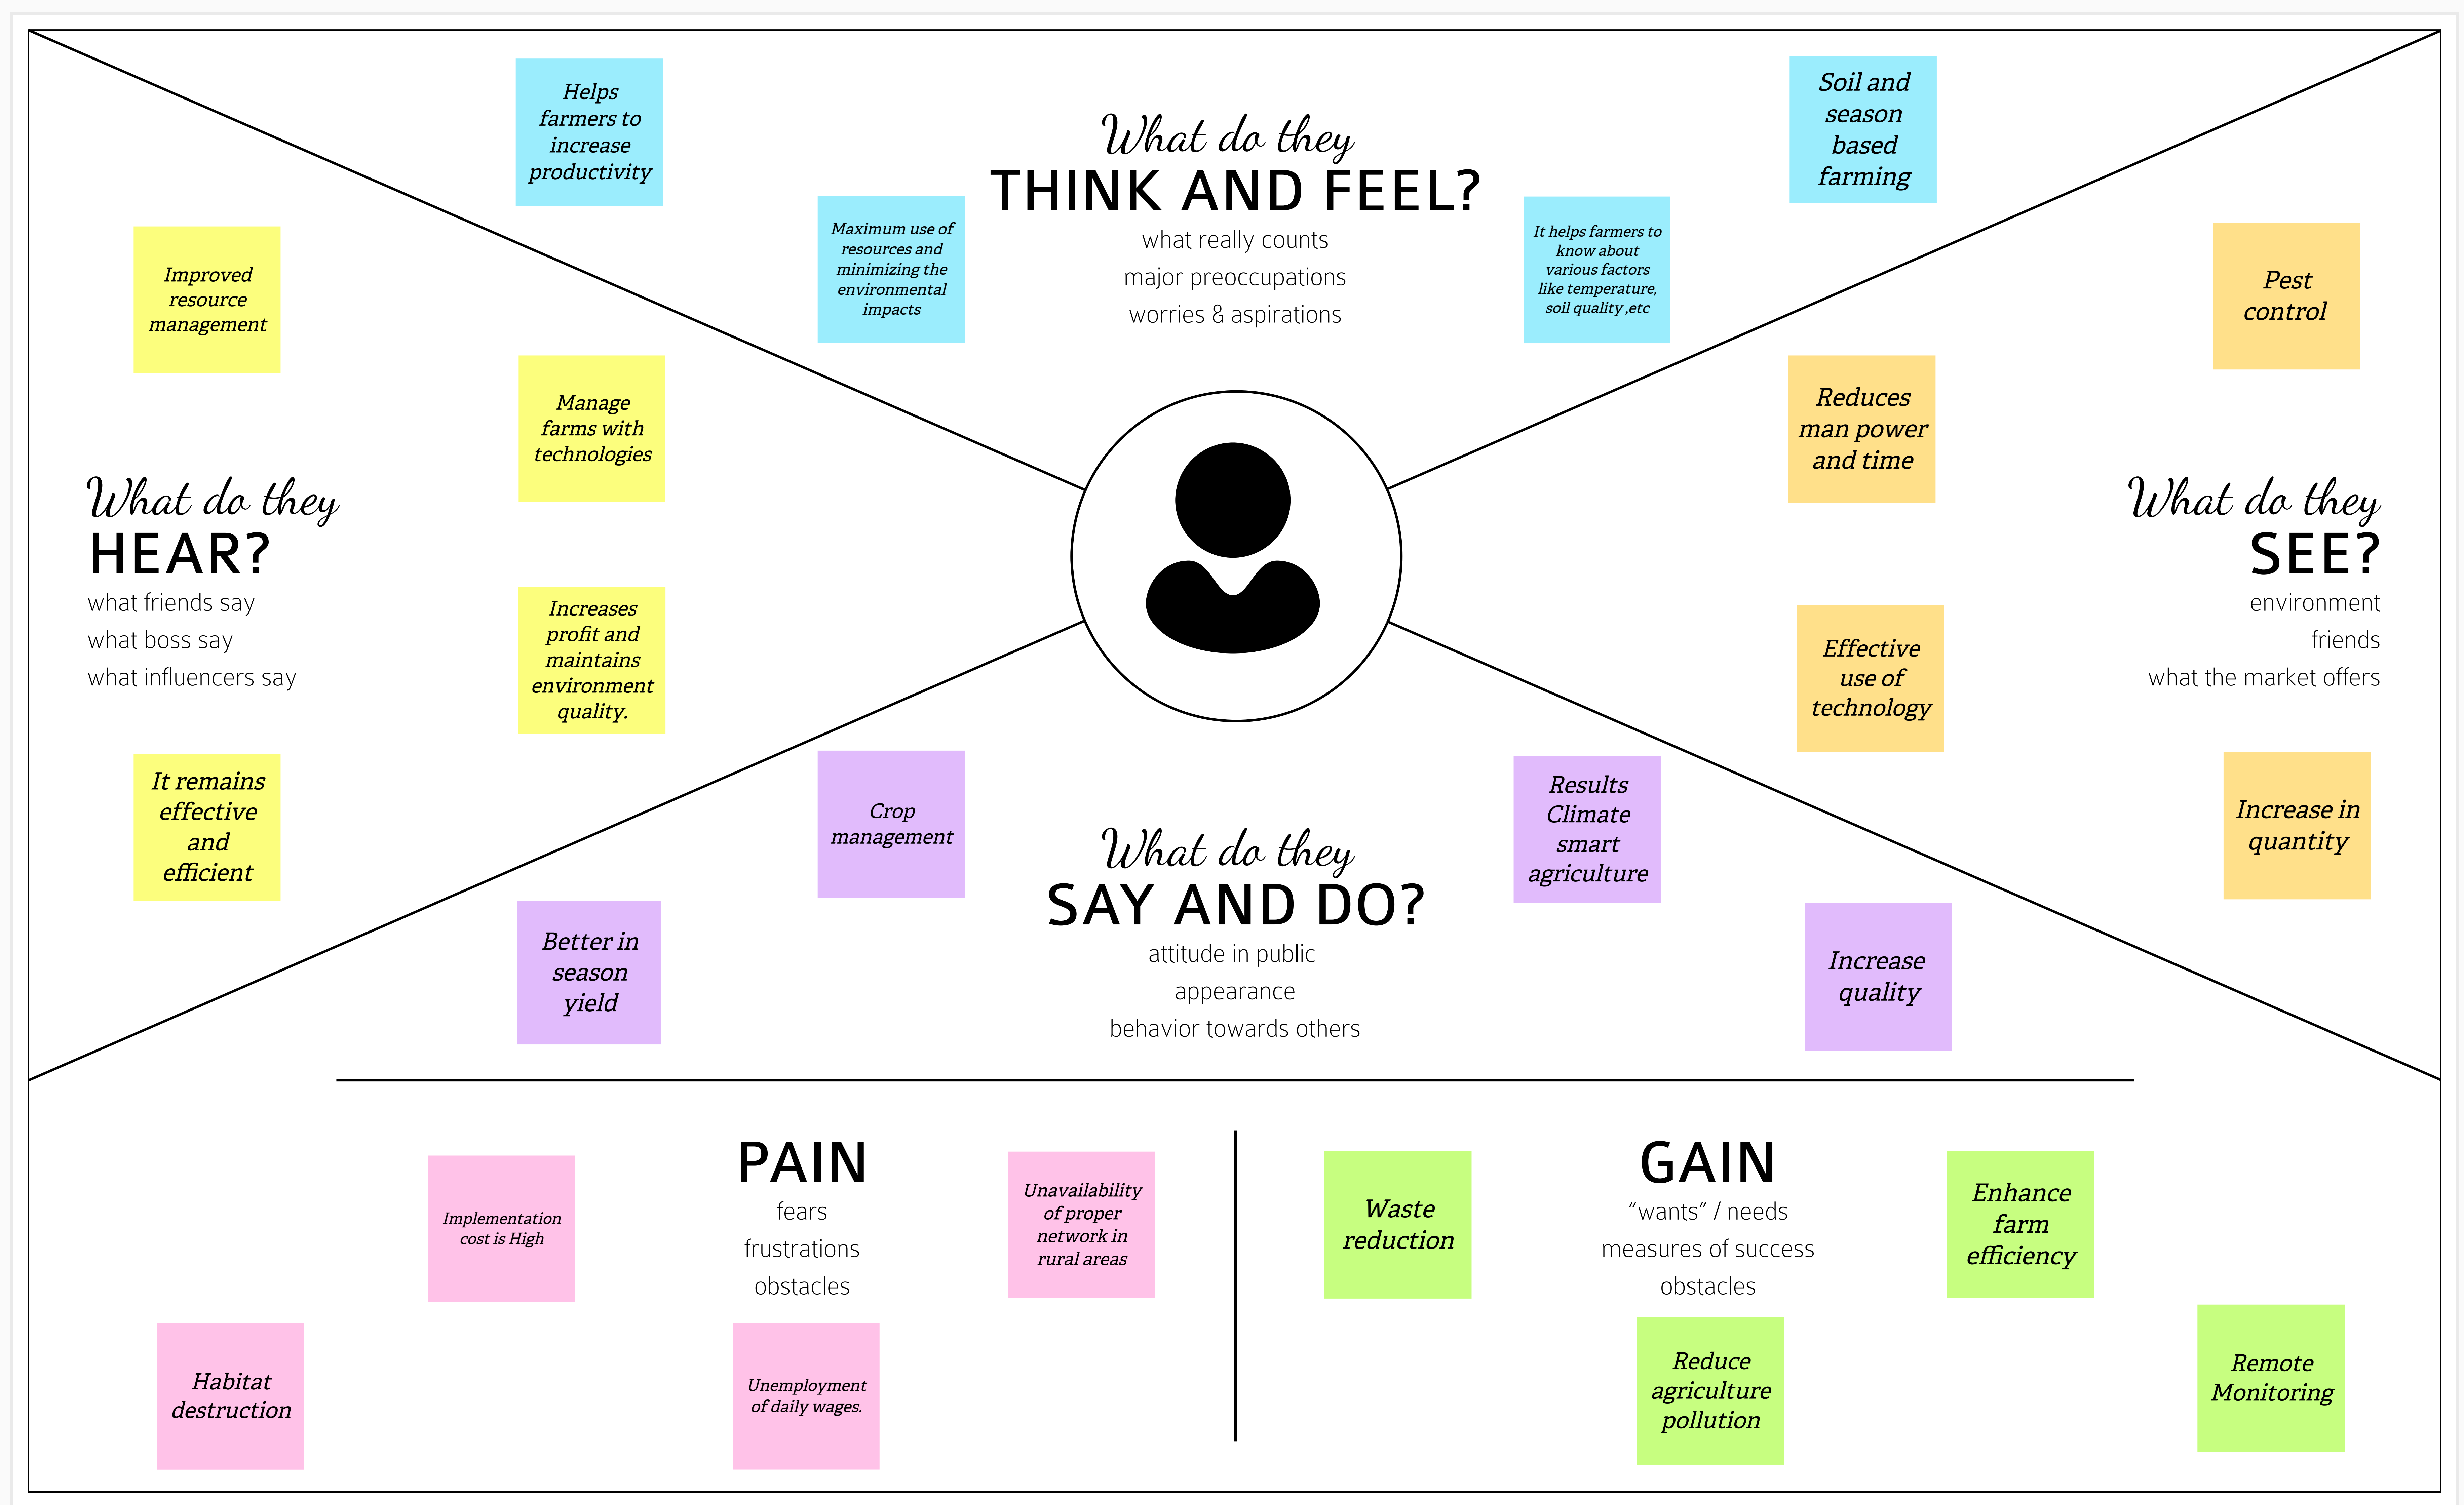 What do they
THINK AND FEEL?
what really counts
major preoccupations
worries & aspirations
Helps
farmers to
increase
productivity
Maximum use of
resources and
minimizing the
environmental
impacts
It helps farmers to
know about
various factors
like temperature,
soil quality ,etc
Soil and
season
based
farming
What do they
HEAR?
what friends say
what boss say
what influencers say
Improved
resource
management
Manage
farms with
technologies
Increases
profit and
maintains
environment
quality.
It remains
effective
and
efficient
What do they
SEE?
environment
friends
what the market offers
Pest
control
Reduces
man power
and time
Effective
use of
technology
Increase in
quantity
What do they
SAY AND DO?
attitude in public
appearance
behavior towards others
Crop
management
Better in
season
yield
Results
Climate
smart
agriculture
Increase
quality
PAIN
fears
frustrations
obstacles
Implementation
cost is High
Unavailability
of proper
network in
rural areas
Habitat
destruction
Unemployment
of daily wages.
GAIN
“wants” / needs
measures of success
obstacles
Waste
reduction
Enhance
farm
efficiency
Reduce
agriculture
pollution
Remote
Monitoring